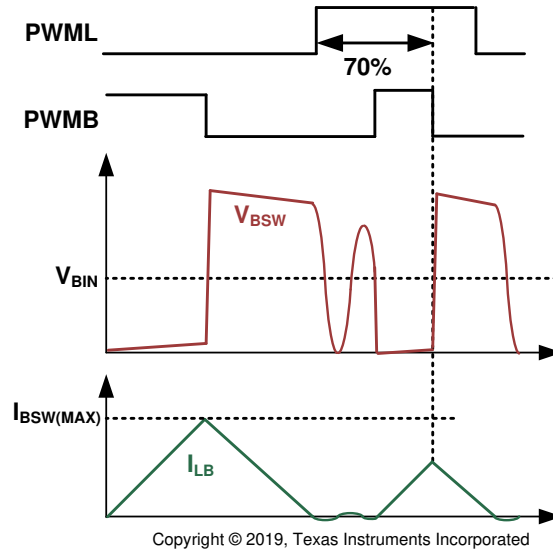 PWML
70%
PWMB
VBSW
VBIN
IBSW(MAX)
ILB
Copyright © 2019, Texas Instruments Incorporated